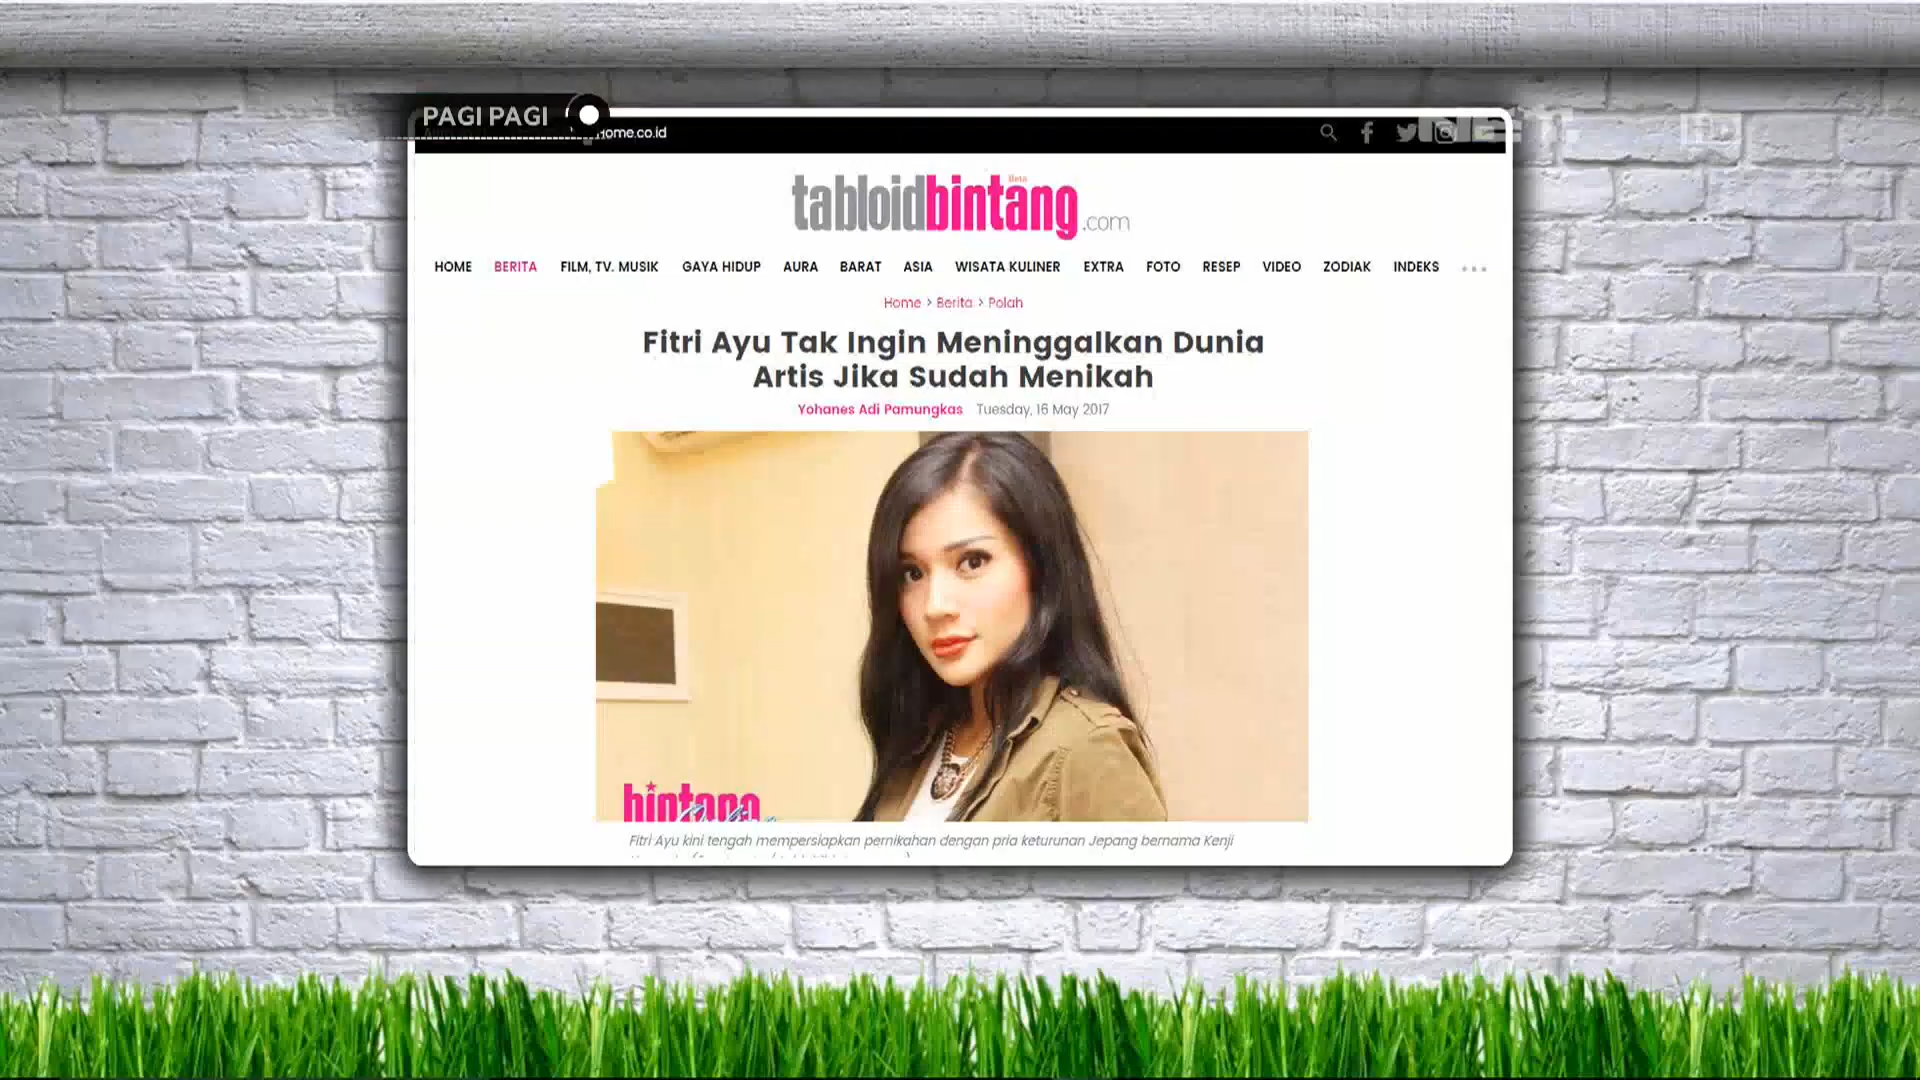 PAGI PAGI
Home.co.id
NET.
HD
tabloidbintang.com
Beta
HOME BERITA FILM, TV. MUSIK GAYA HIDUP AURA BARAT ASIA WISATA KULINER EXTRA FOTO RESEP VIDEO ZODIAK INDEKS
Home > Berita > Polah
Fitri Ayu Tak Ingin Meninggalkan Dunia
Artis Jika Sudah Menikah
Yohanes Adi Pamungkas Tuesday, 16 May 2017
bintang
Fitri Ayu kini tengah mempersiapkan pernikahan dengan pria keturunan Jepang bernama Kenji